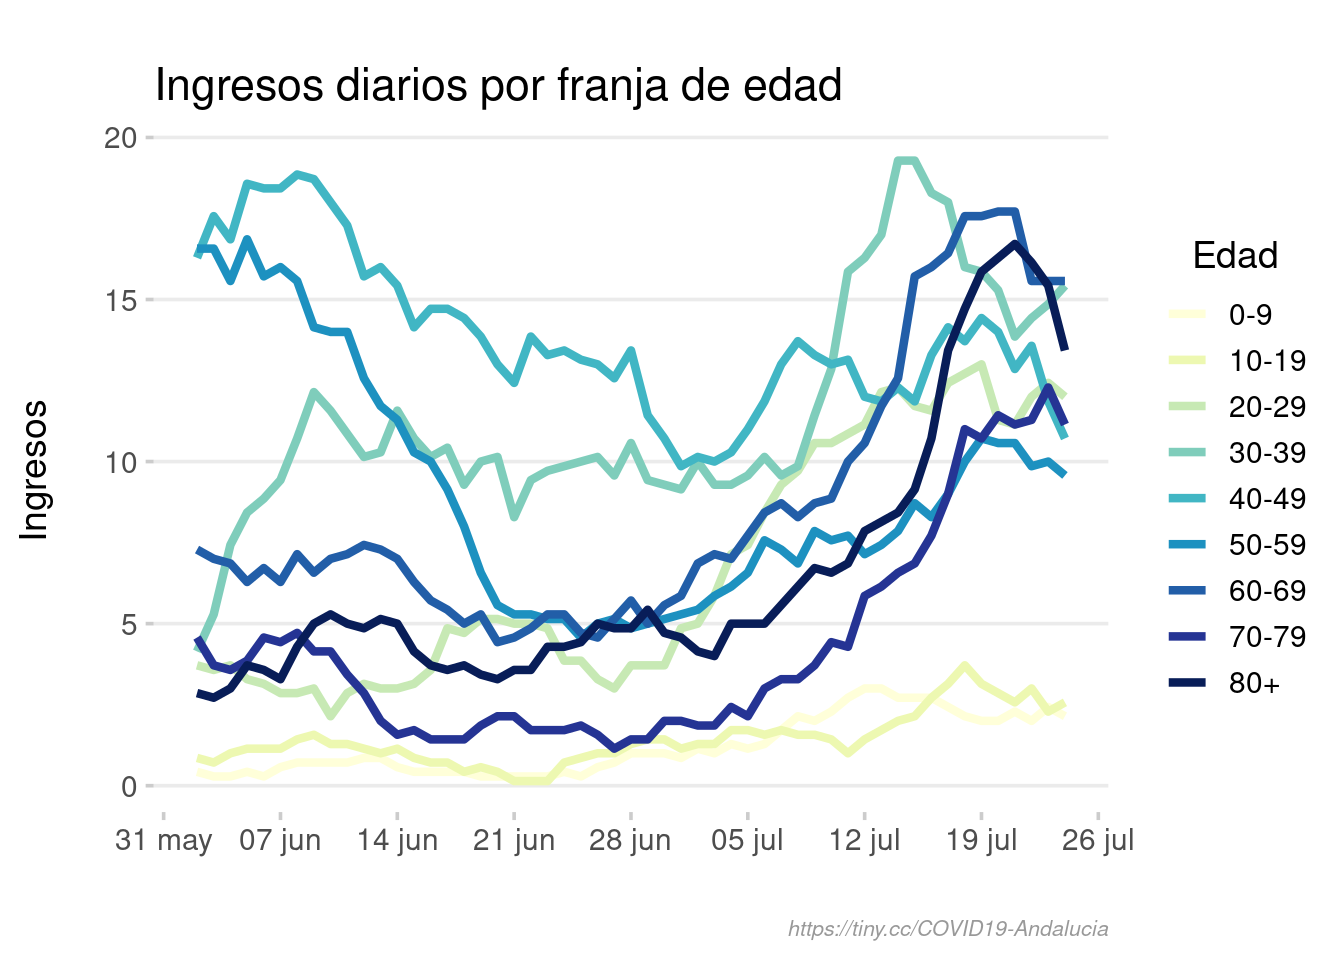 Ingresos diarios por franja de edad
Ingresos
20
15
10
5
0
31 may 07 jun 14 jun 21 jun 28 jun 05 jul 12 jul 19 jul 26 jul
Edad
0-9
10-19
20-29
30-39
40-49
50-59
60-69
70-79
80+
https://tiny.cc/COVID19-Andalucia